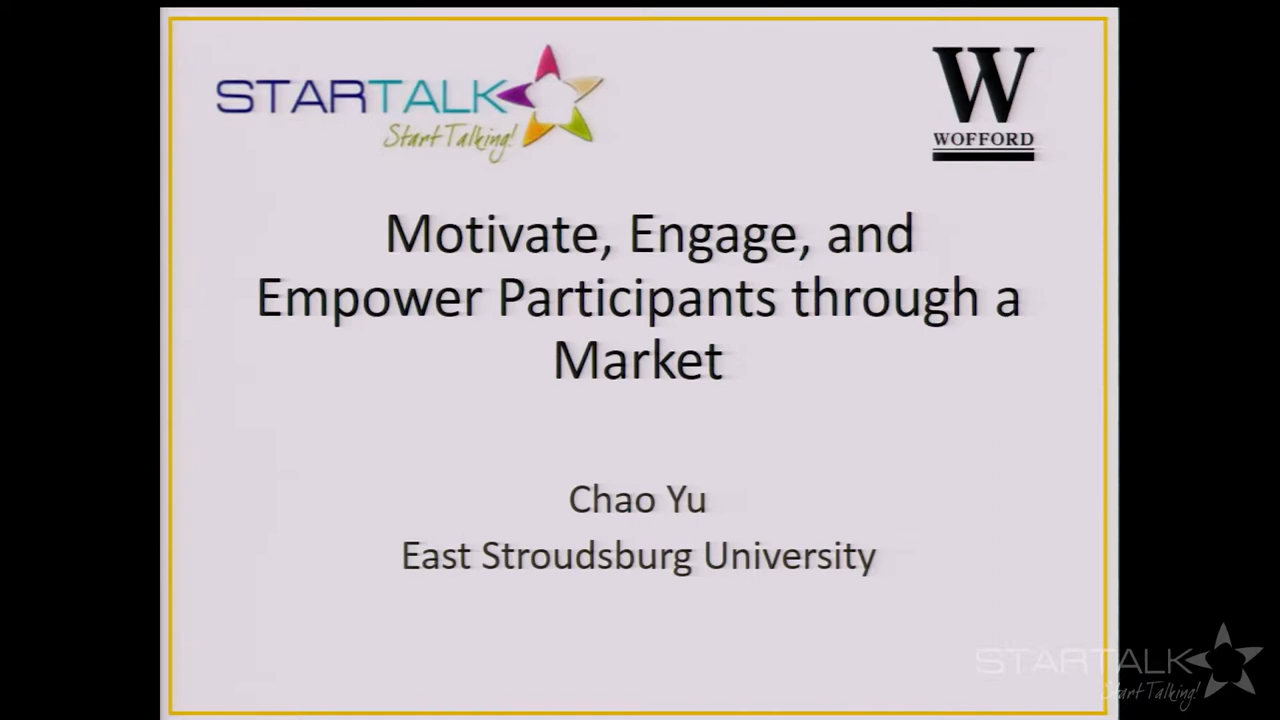 STARTALK
Start Talking!
W
WOFFORD
Motivate, Engage, and
Empower Participants through a
Market
Chao Yu
East Stroudsburg University
STARTALK
Start Talking!